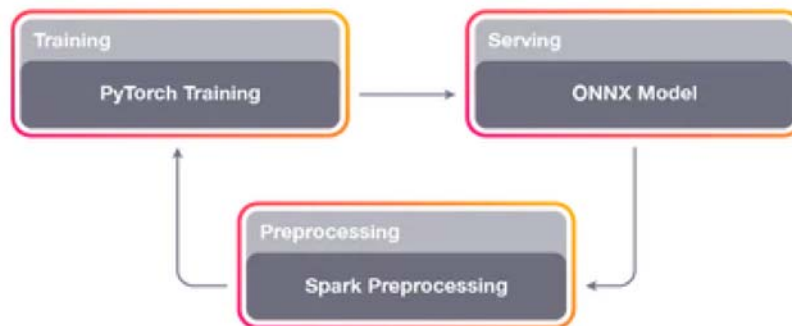 Training
PyTorch Training
Serving
ONNX Model
Preprocessing
Spark Preprocessing